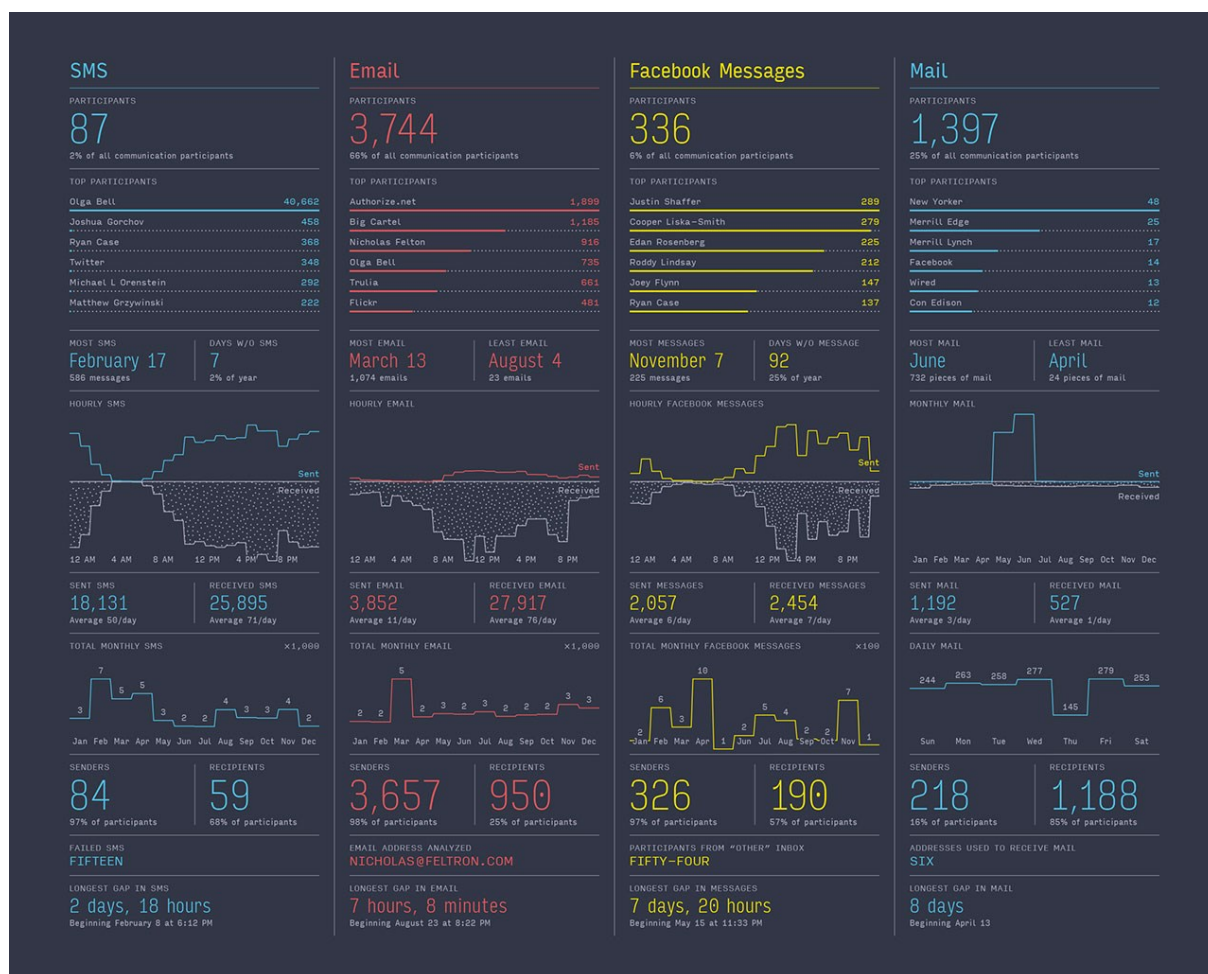 SMS
PARTICIPANTS
87
2% of all communication participants
TOP PARTICIPANTS
Olga Bell 40,662
Joshua Gorchov 458
Ryan Case 368
Twitter 348
Michael L Orenstein 292
Matthew Grzywinski 222
MOST SMS
February 17
586 messages
DAYS W/O SMS
7
2% of year
HOURLY SMS
Sent
Received
12 AM 4 AM 8 AM 12 PM 4 PM 8 PM
SENT SMS
18,131
Average 50/day
RECEIVED SMS
25,895
Average 71/day
TOTAL MONTHLY SMS x1,000
3 7 5 5 3 2 2 4 3 3 4 2
Jan Feb Mar Apr May Jun Jul Aug Sep Oct Nov Dec
SENDERS
84
97% of participants
RECIPIENTS
59
68% of participants
FAILED SMS
FIFTEEN
LONGEST GAP IN SMS
2 days, 18 hours
Beginning February 8 at 6:12 PM
Email
PARTICIPANTS
3,744
66% of all communication participants
TOP PARTICIPANTS
Authorize.net 1,899
Big Cartel 1,185
Nicholas Felton 916
Olga Bell 735
Trulia 661
Flickr 481
MOST EMAIL
March 13
1,074 emails
LEAST EMAIL
August 4
23 emails
HOURLY EMAIL
Sent
Received
12 AM 4 AM 8 AM 12 PM 4 PM 8 PM
SENT EMAIL
3,852
Average 11/day
RECEIVED EMAIL
27,917
Average 76/day
TOTAL MONTHLY EMAIL x1,000
2 2 5 2 3 2 3 2 2 2 3 3
Jan Feb Mar Apr May Jun Jul Aug Sep Oct Nov Dec
SENDERS
3,657
98% of participants
RECIPIENTS
950
25% of participants
EMAIL ADDRESS ANALYZED
NICHOLAS@FELTRON.COM
LONGEST GAP IN EMAIL
7 hours, 8 minutes
Beginning August 23 at 8:22 PM
Facebook Messages
PARTICIPANTS
336
6% of all communication participants
TOP PARTICIPANTS
Justin Shaffer 289
Cooper Liska-Smith 279
Edan Rosenberg 225
Roddy Lindsay 212
Joey Flynn 147
Ryan Case 137
MOST MESSAGES
November 7
225 messages
DAYS W/O MESSAGE
92
25% of year
HOURLY FACEBOOK MESSAGES
Sent
Received
12 AM 4 AM 8 AM 12 PM 4 PM 8 PM
SENT MESSAGES
2,057
Average 6/day
RECEIVED MESSAGES
2,454
Average 7/day
TOTAL MONTHLY FACEBOOK MESSAGES x100
2 6 3 10 1 2 5 4 2 2 7 1
Jan Feb Mar Apr Jun Jul Aug Sep Oct Nov
SENDERS
326
97% of participants
RECIPIENTS
190
57% of participants
PARTICIPANTS FROM “OTHER” INBOX
FIFTY-FOUR
LONGEST GAP IN MESSAGES
7 days, 20 hours
Beginning May 15 at 11:33 PM
Mail
PARTICIPANTS
1,397
25% of all communication participants
TOP PARTICIPANTS
New Yorker 48
Merrill Edge 25
Merrill Lynch 17
Facebook 14
Wired 13
Con Edison 12
MOST MAIL
June
732 pieces of mail
LEAST MAIL
April
24 pieces of mail
MONTHLY MAIL
Sent
Received
Jan Feb Mar Apr May Jun Jul Aug Sep Oct Nov Dec
SENT MAIL
1,192
Average 3/day
RECEIVED MAIL
527
Average 1/day
DAILY MAIL
244 263 258 277 145 279 253
Sun Mon Tue Wed Thu Fri Sat
SENDERS
218
16% of participants
RECIPIENTS
1,188
85% of participants
ADDRESSES USED TO RECEIVE MAIL
SIX
LONGEST GAP IN MAIL
8 days
Beginning April 13